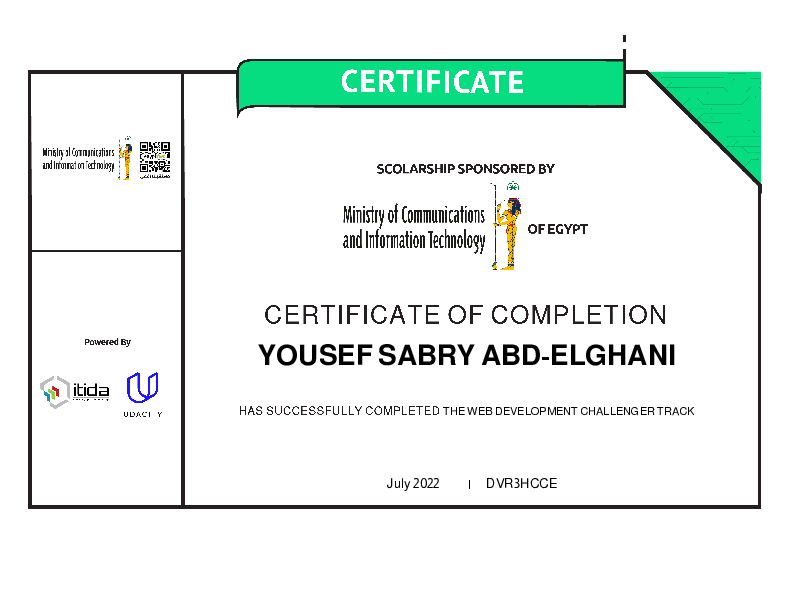 CERTIFICATE
Ministry of Communications
and Information Technology
SCOLARSHIP SPONSORED BY
Ministry of Communications
and Information Technology
OF EGYPT
CERTIFICATE OF COMPLETION
YOUSEF SABRY ABD-ELGHANI
HAS SUCCESSFULLY COMPLETED THE WEB DEVELOPMENT CHALLENGER TRACK
Powered By
itida
UDACITY
July 2022 | DVR3HCCE